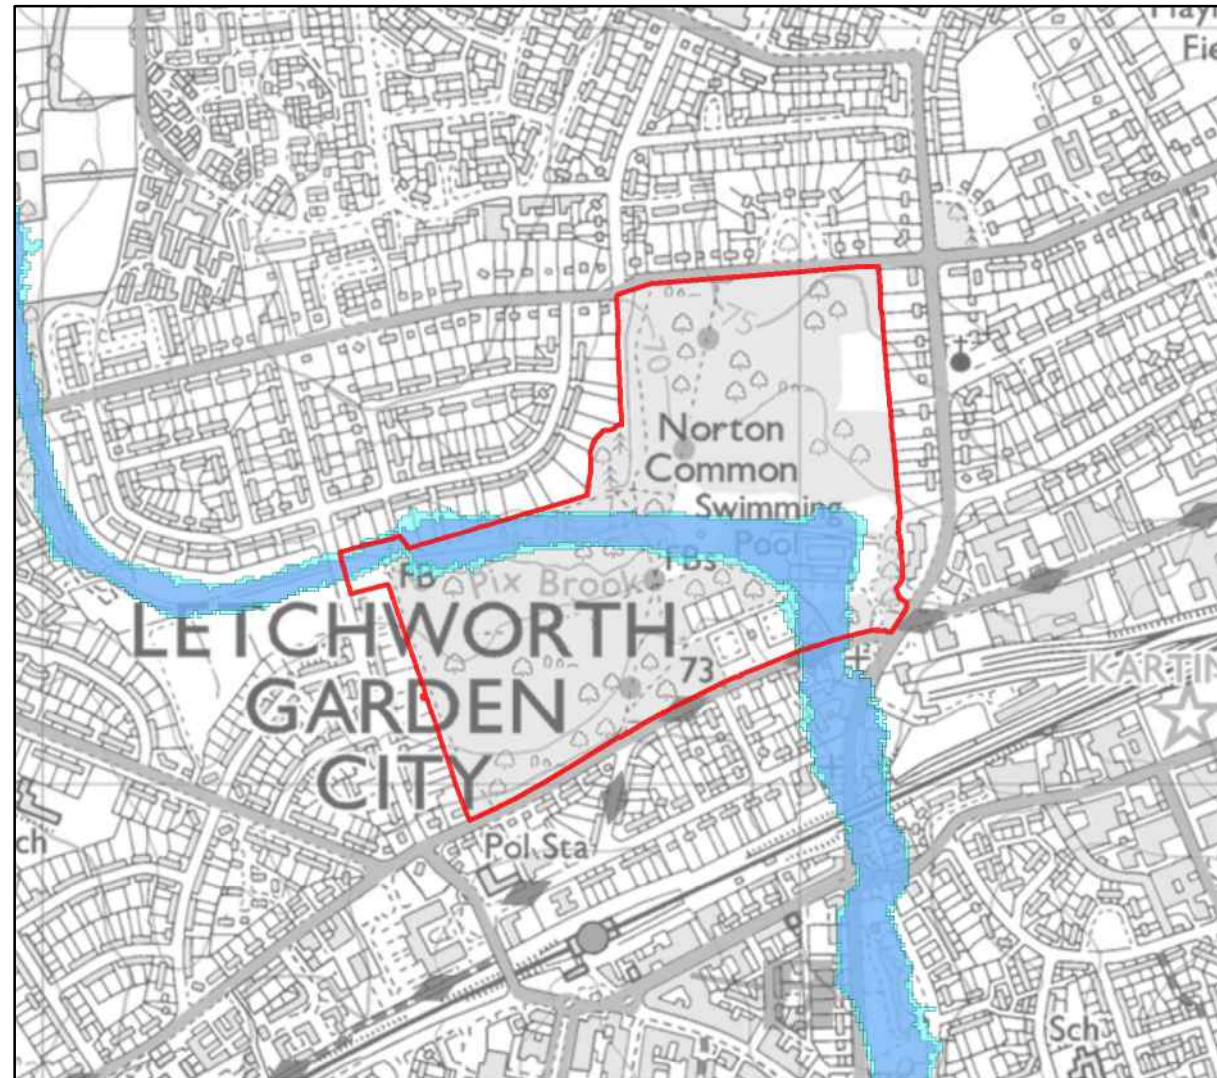 Norton
Common
Swimming
Pool
FBs
FB
Pix Brook
LETCHWORTH
GARDEN
CITY
73
75
70
KARTIN
Pol Sta
ch
Sch
Fie